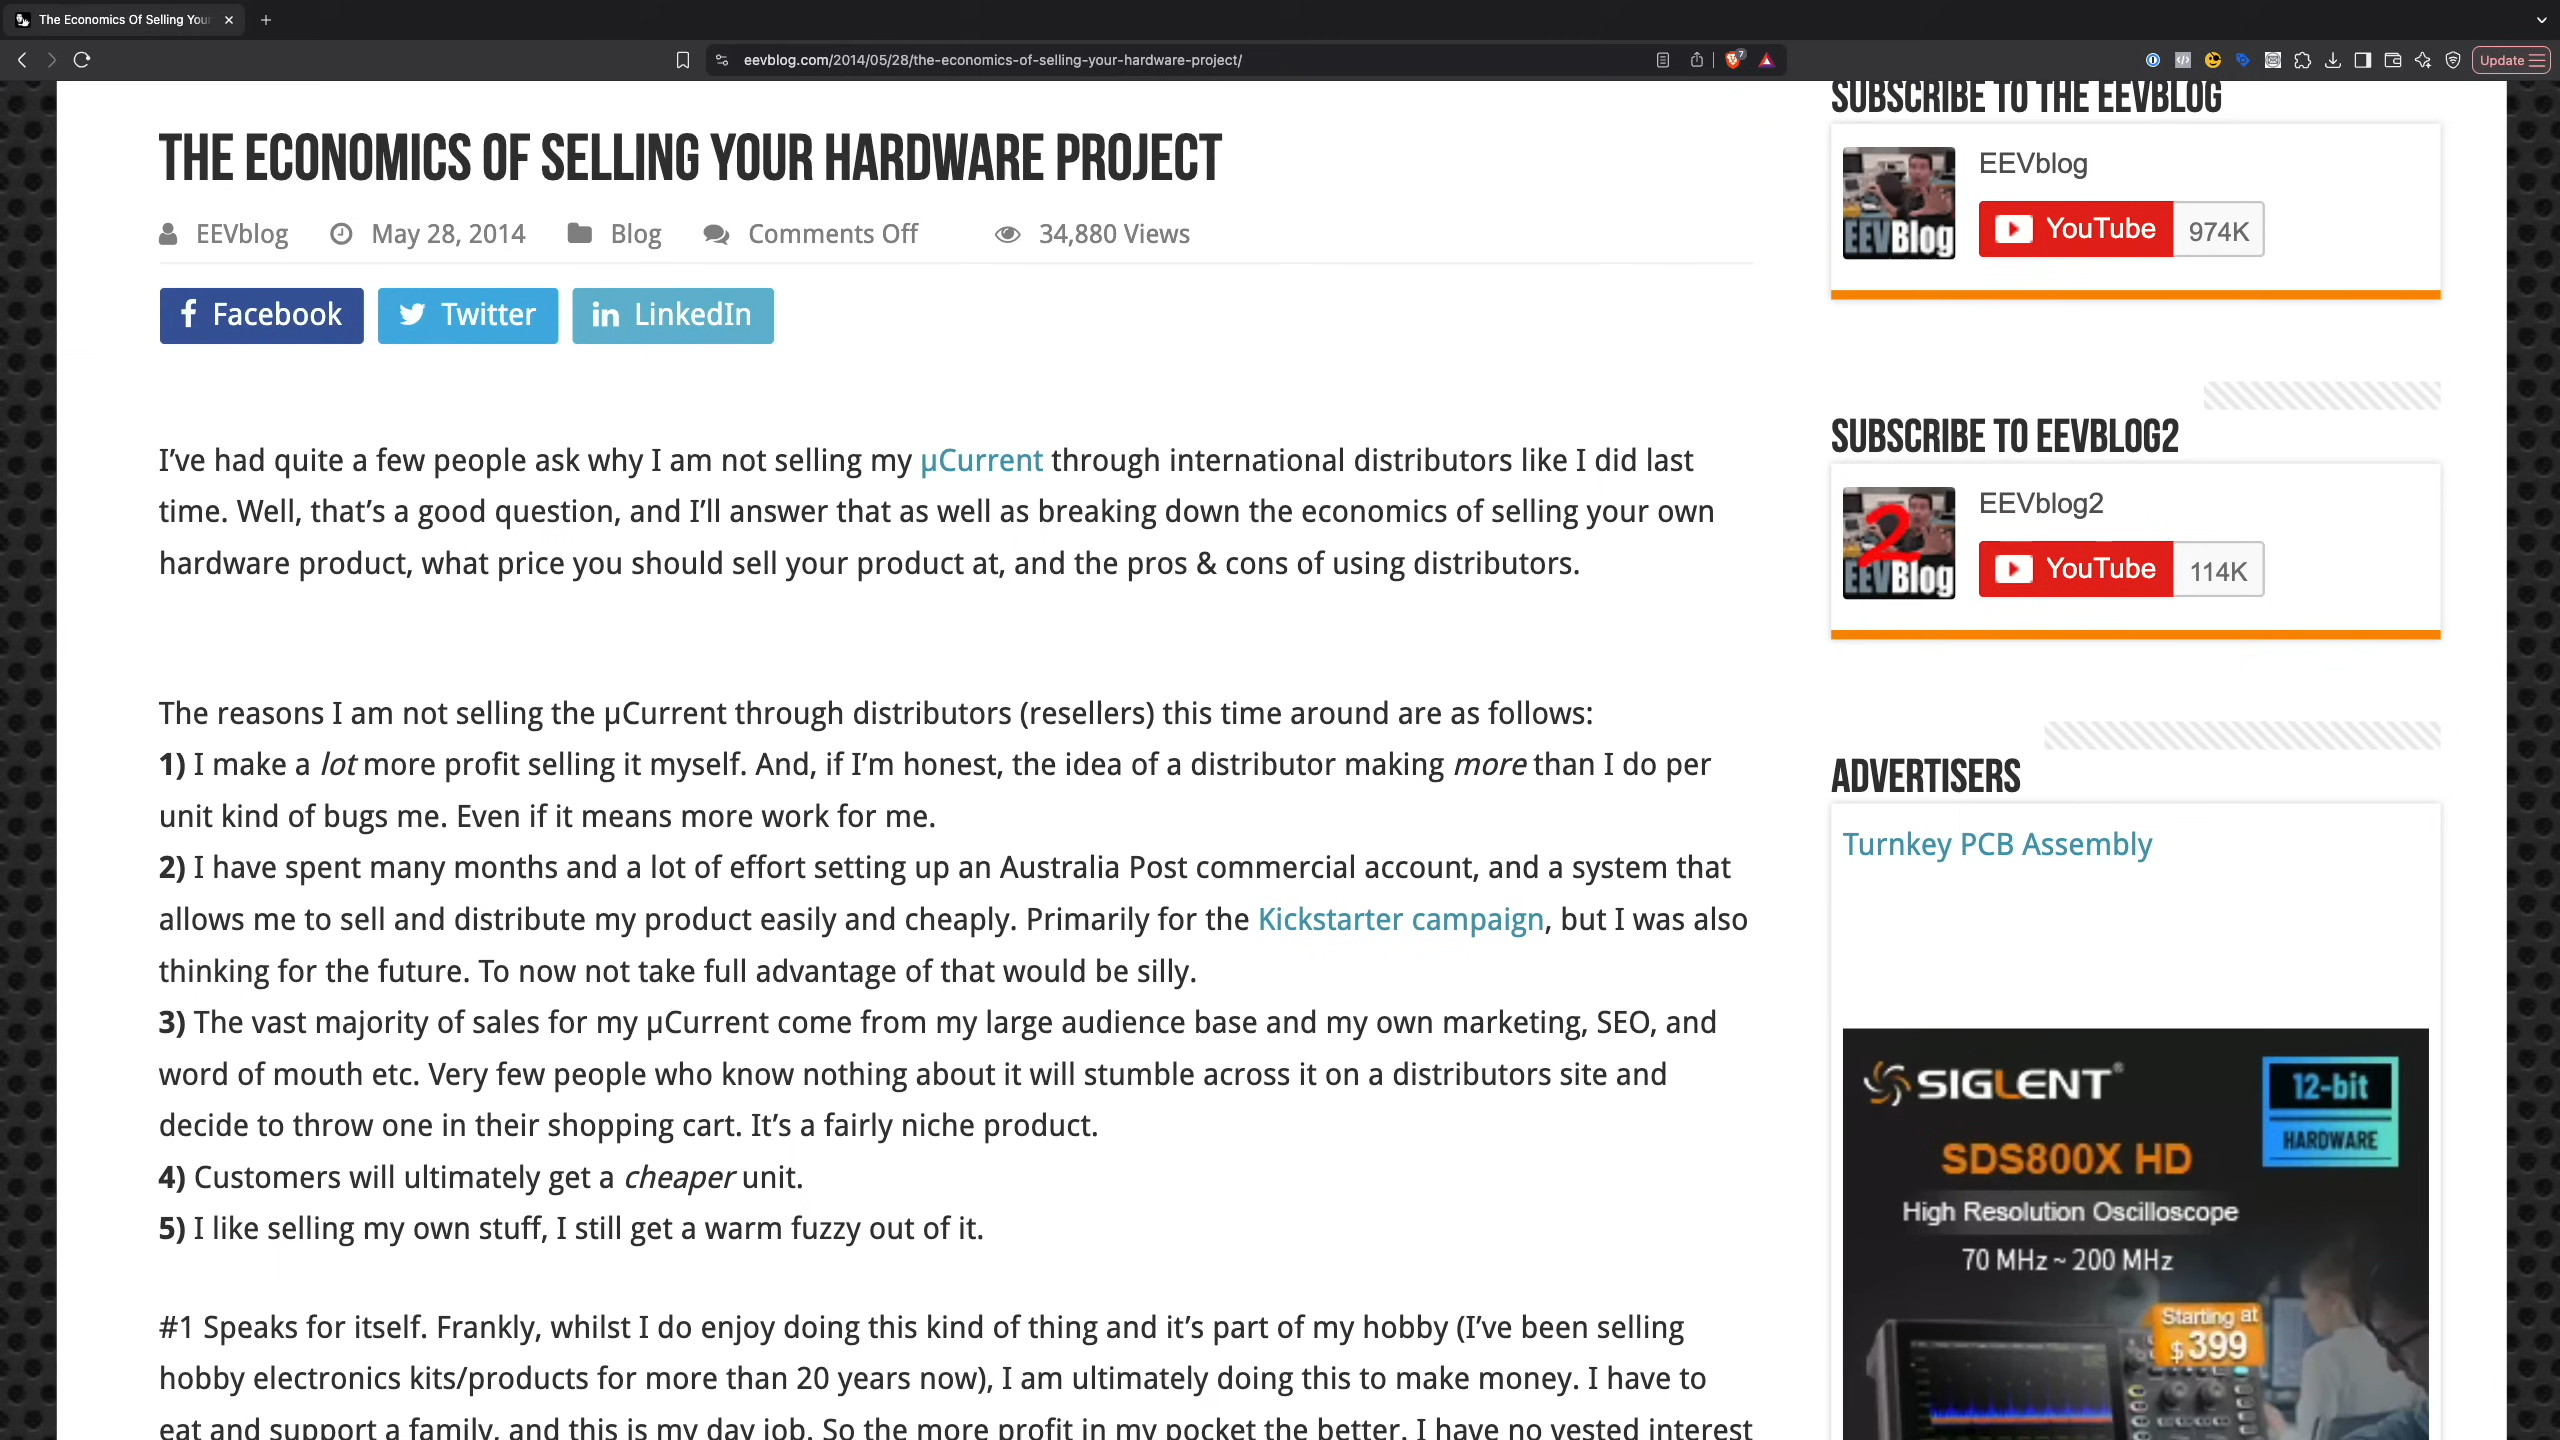 The Economics Of Selling Your
eevblog.com/2014/05/28/the-economics-of-selling-your-hardware-project/
7
Update
THE ECONOMICS OF SELLING YOUR HARDWARE PROJECT
EEVblog May 28, 2014 Blog Comments Off 34,880 Views
Facebook Twitter LinkedIn
I’ve had quite a few people ask why I am not selling my µCurrent through international distributors like I did last
time. Well, that’s a good question, and I’ll answer that as well as breaking down the economics of selling your own
hardware product, what price you should sell your product at, and the pros & cons of using distributors.
The reasons I am not selling the µCurrent through distributors (resellers) this time around are as follows:
1) I make a lot more profit selling it myself. And, if I’m honest, the idea of a distributor making more than I do per
unit kind of bugs me. Even if it means more work for me.
2) I have spent many months and a lot of effort setting up an Australia Post commercial account, and a system that
allows me to sell and distribute my product easily and cheaply. Primarily for the Kickstarter campaign, but I was also
thinking for the future. To now not take full advantage of that would be silly.
3) The vast majority of sales for my µCurrent come from my large audience base and my own marketing, SEO, and
word of mouth etc. Very few people who know nothing about it will stumble across it on a distributors site and
decide to throw one in their shopping cart. It’s a fairly niche product.
4) Customers will ultimately get a cheaper unit.
5) I like selling my own stuff, I still get a warm fuzzy out of it.
#1 Speaks for itself. Frankly, whilst I do enjoy doing this kind of thing and it’s part of my hobby (I’ve been selling
hobby electronics kits/products for more than 20 years now), I am ultimately doing this to make money. I have to
eat and support a family, and this is my day job. So the more profit in my pocket the better. I have no vested interest
SUBSCRIBE TO THE EEVBLOG
EEVBlog
EEVblog
YouTube 974K
SUBSCRIBE TO EEVBLOG2
2
EEVBlog
EEVblog2
YouTube 114K
ADVERTISERS
Turnkey PCB Assembly
SIGLENT®
12-bit
HARDWARE
SDS800X HD
High Resolution Oscilloscope
70 MHz ~ 200 MHz
Starting at
$399